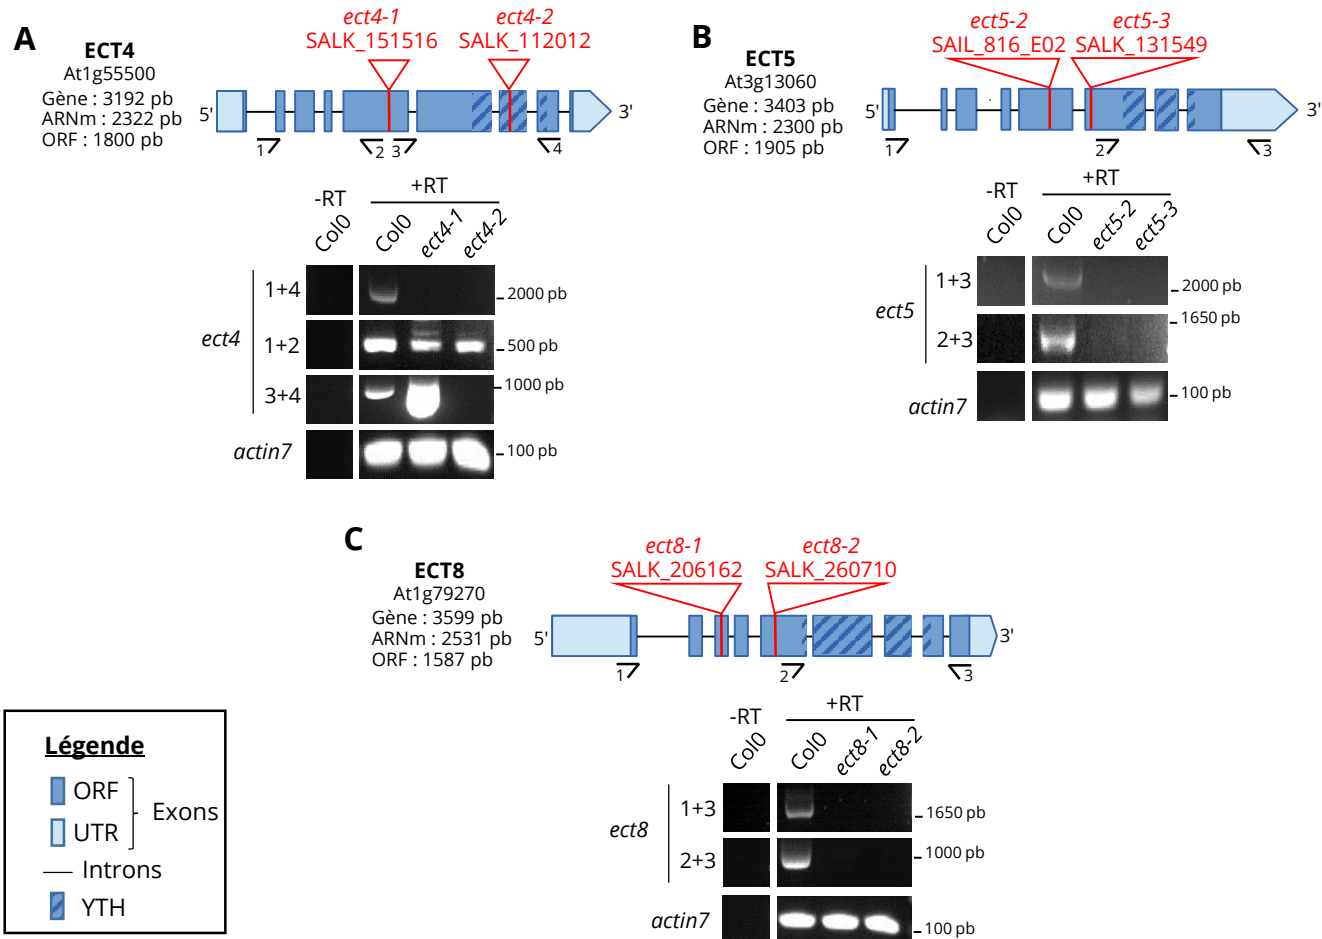 A
ECT4
At1g55500
Gène : 3192 pb
ARNm : 2322 pb
ORF : 1800 pb
ect4-1
SALK_151516
ect4-2
SALK_112012
5'
3'
1
2
3
4
-RT
+RT
Col0
Col0
ect4-1
ect4-2
ect4
1+4
2000 pb
1+2
500 pb
3+4
1000 pb
actin7
100 pb
B
ECT5
At3g13060
Gène : 3403 pb
ARNm : 2300 pb
ORF : 1905 pb
ect5-2
SAIL_816_E02
ect5-3
SALK_131549
5'
3'
1
2
3
-RT
+RT
Col0
Col0
ect5-2
ect5-3
ect5
1+3
2000 pb
1650 pb
2+3
actin7
100 pb
C
ECT8
At1g79270
Gène : 3599 pb
ARNm : 2531 pb
ORF : 1587 pb
ect8-1
SALK_206162
ect8-2
SALK_260710
5'
3'
1
2
3
-RT
+RT
Col0
Col0
ect8-1
ect8-2
ect8
1+3
1650 pb
2+3
1000 pb
actin7
100 pb
Légende
ORF
UTR
Exons
Introns
YTH